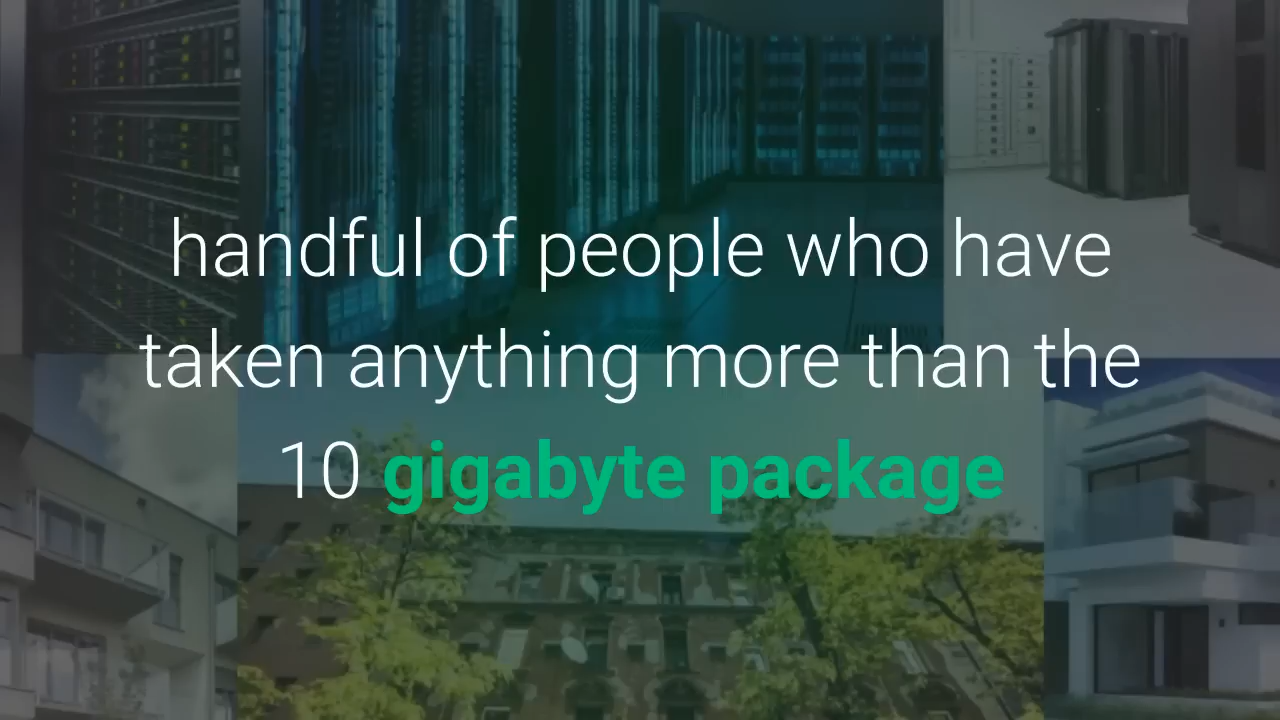 handful of people who have
taken anything more than the
10 gigabyte package